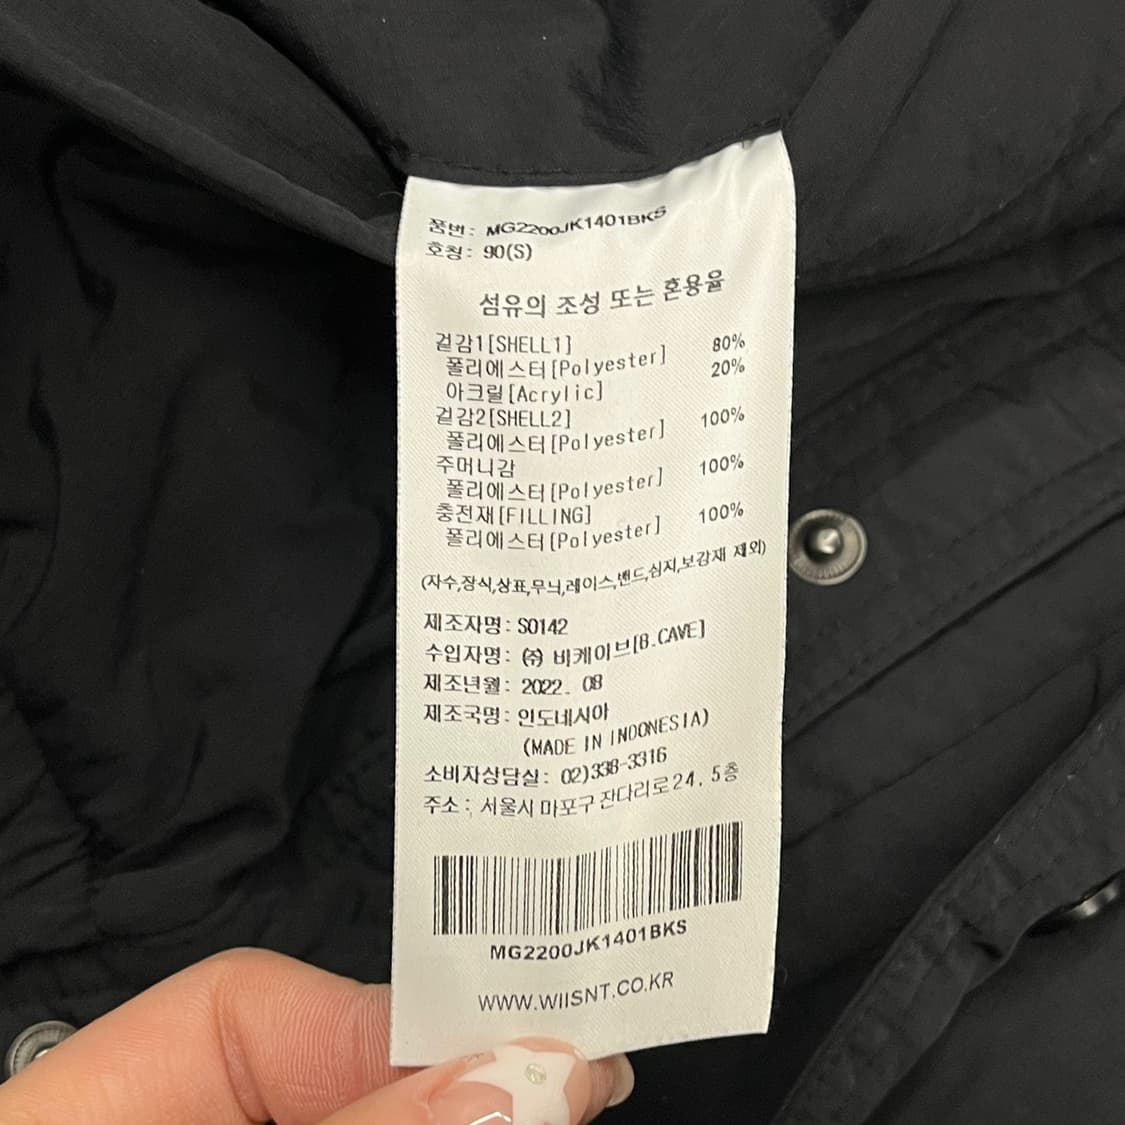 품번: MG2200JK1401BKS
호칭: 90(S)
섬유의 조성 또는 혼용율
겉감1[SHELL1]
폴리에스터[Polyester] 80%
아크릴[Acrylic] 20%
겉감2[SHELL2]
폴리에스터[Polyester] 100%
주머니감
폴리에스터[Polyester] 100%
충전재[FILLING]
폴리에스터[Polyester] 100%
(자수,장식,상표,무늬,레이스,밴드,심지,보강재 제외)
제조자명: S0142
수입자명: ㈜ 비케이브[B.CAVE]
제조년월: 2022. 08
제조국명: 인도네시아
(MADE IN INDONESIA)
소비자상담실: 02)338-3316
주소: 서울시 마포구 잔다리로24, 5층
MG2200JK1401BKS
WWW.WIISNT.CO.KR